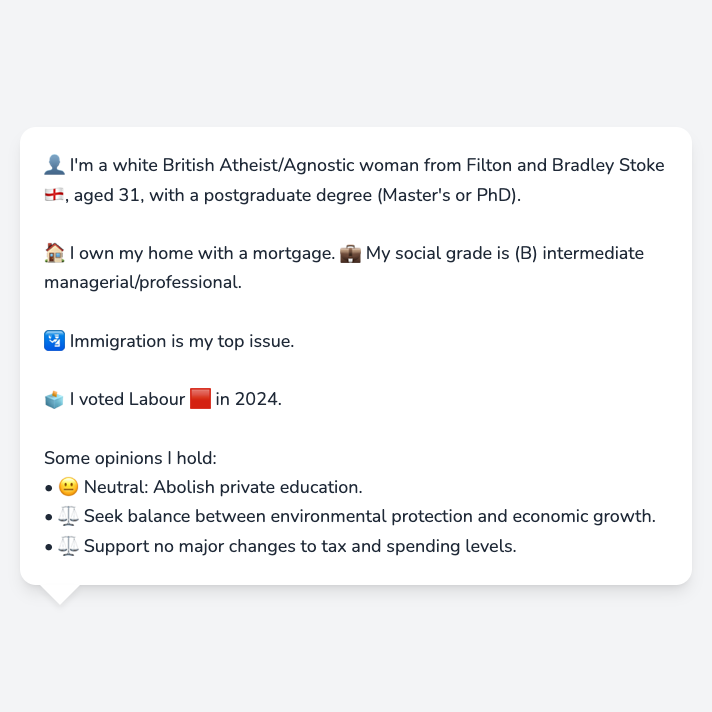 👤 I'm a white British Atheist/Agnostic woman from Filton and Bradley Stoke
🏴󠁧󠁢󠁥󠁮󠁧󠁿, aged 31, with a postgraduate degree (Master's or PhD).
🏠 I own my home with a mortgage. 💼 My social grade is (B) intermediate
managerial/professional.
🛂 Immigration is my top issue.
🗳️ I voted Labour 🟥 in 2024.
Some opinions I hold:
• 😐 Neutral: Abolish private education.
• ⚖️ Seek balance between environmental protection and economic growth.
• ⚖️ Support no major changes to tax and spending levels.